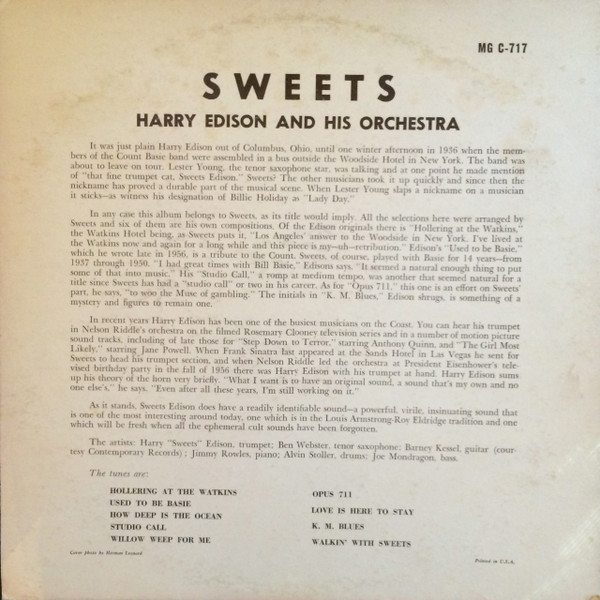 MG C-717
SWEETS
HARRY EDISON AND HIS ORCHESTRA
It was just plain Harry Edison out of Columbus, Ohio, until one winter afternoon in 1936 when the mem-
bers of the Count Basie band were assembled in a bus outside the Woodside Hotel in New York. The band was
about to leave on tour. Lester Young, the tenor saxophone star, was talking and at one point he made mention
of "that fine trumpet cat, Sweets Edison." Sweets? The other musicians took it up quickly and since then the
nickname has proved a durable part of the musical scene. When Lester Young slaps a nickname on a musician
it sticks—as witness his designation of Billie Holiday as "Lady Day."
In any case this album belongs to Sweets, as its title would imply. All the selections here were arranged by
Sweets and six of them are his own compositions. Of the Edison originals there is "Hollering at the Watkins,"
the Watkins Hotel being, as Sweets puts it, "Los Angeles' answer to the Woodside in New York. I've lived at
the Watkins now and again for a long while and this piece is my—uh—retribution." Edison's "Used to be Basie,"
which he wrote late in 1956, is a tribute to the Count. Sweets, of course, played with Basie for 14 years—from
1937 through 1950. "I had great times with Bill Basie," Edisons says. "It seemed a natural enough thing to put
some of that into music." His "Studio Call," a romp at medium tempo, was another that seemed natural for a
title since Sweets has had a "studio call" or two in his career. As for "Opus 711," this one is an effort on Sweets'
part, he says, "to woo the Muse of gambling." The initials in "K. M. Blues," Edison shrugs, is something of a
mystery and figures to remain one.
In recent years Harry Edison has been one of the busiest musicians on the Coast. You can hear his trumpet
in Nelson Riddle's orchestra on the filmed Rosemary Clooney television series and in a number of motion picture
sound tracks, including of late those for "Step Down to Terror," starring Anthony Quinn, and "The Girl Most
Likely," starring Jane Powell. When Frank Sinatra last appeared at the Sands Hotel in Las Vegas he sent for
Sweets to head his trumpet section, and when Nelson Riddle led the orchestra at President Eisenhower's tele-
vised birthday party in the fall of 1956 there was Harry Edison with his trumpet at hand. Harry Edison sums
up his theory of the horn very briefly. "What I want is to have an original sound, a sound that's my own and no
one else's," he says. "Even after all these years, I'm still working on it."
As it stands, Sweets Edison does have a readily identifiable sound—a powerful, virile, insinuating sound that
is one of the most interesting around today, one which is in the Louis Armstrong-Roy Eldridge tradition and one
which will be fresh when all the ephemeral cult sounds have been forgotten.
The artists: Harry "Sweets" Edison, trumpet; Ben Webster, tenor saxophone; Barney Kessel, guitar (cour-
tesy Contemporary Records); Jimmy Rowles, piano; Alvin Stoller, drums; Joe Mondragon, bass.
The tunes are:
HOLLERING AT THE WATKINS
USED TO BE BASIE
HOW DEEP IS THE OCEAN
STUDIO CALL
WILLOW WEEP FOR ME
OPUS 711
LOVE IS HERE TO STAY
K. M. BLUES
WALKIN' WITH SWEETS
Cover photo by Herman Leonard
Printed in U.S.A.